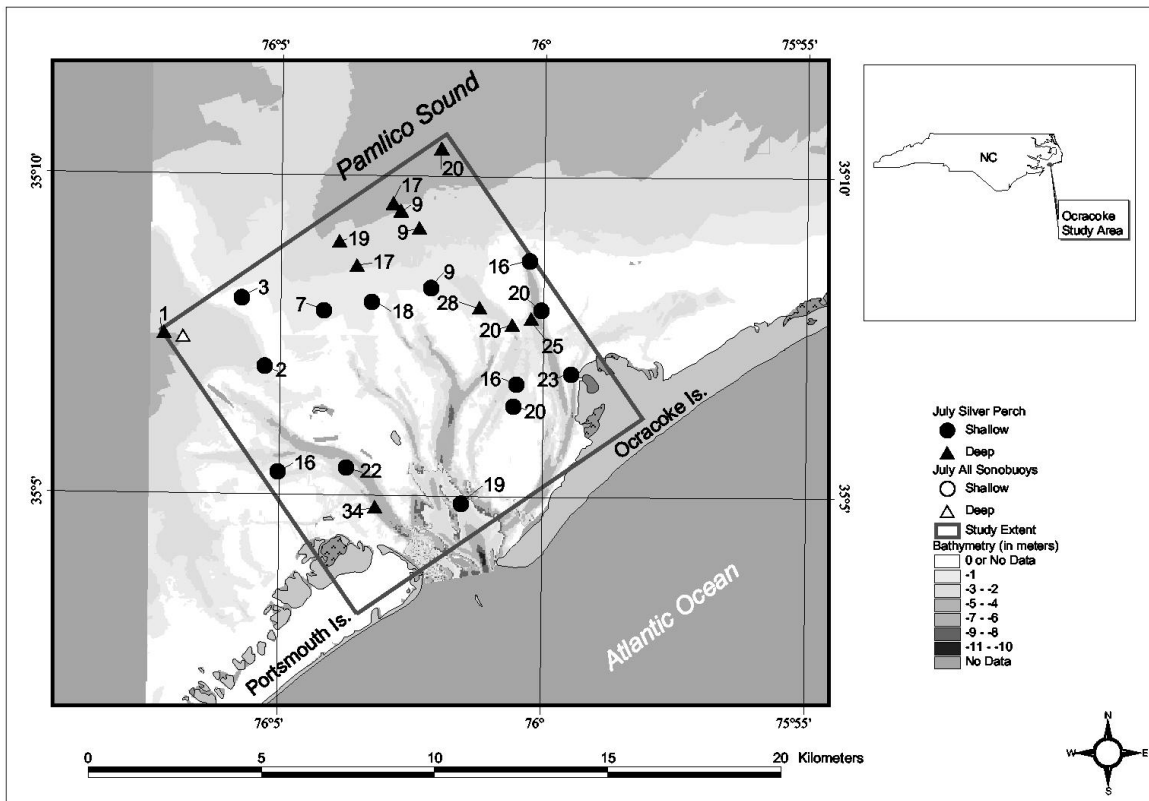 76°5'
76°
75°55'
Pamlico Sound
35°10'
35°10'
20
17
9
9
19
17
16
3
9
7
18
28
20
20
25
1
2
16
23
20
Ocracoke Is.
16
22
19
34
35°5'
35°5'
Portsmouth Is.
Atlantic Ocean
76°5'
76°
75°55'
0
5
10
15
20 Kilometers
NC
Ocracoke
Study Area
July Silver Perch
Shallow
Deep
July All Sonobuoys
Shallow
Deep
Study Extent
Bathymetry (in meters)
0 or No Data
-1
-3 - -2
-5 - -4
-7 - -6
-9 - -8
-11 - -10
No Data
N
W
E
S